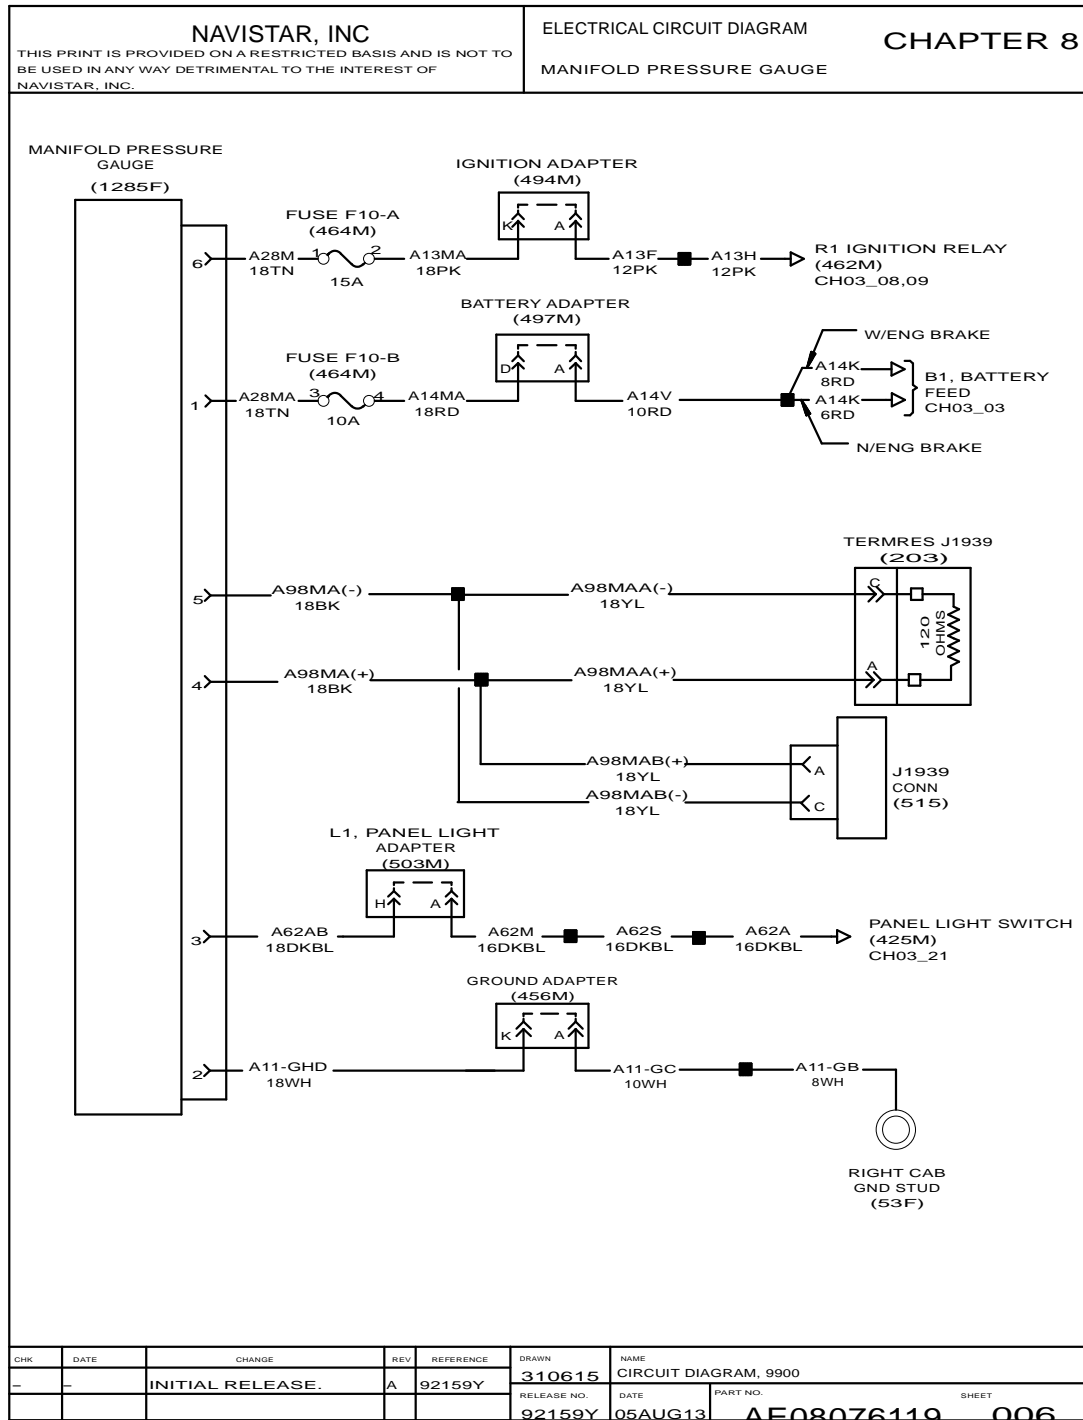 NAVISTAR, INC
THIS PRINT IS PROVIDED ON A RESTRICTED BASIS AND IS NOT TO
BE USED IN ANY WAY DETRIMENTAL TO THE INTEREST OF
NAVISTAR, INC.
ELECTRICAL CIRCUIT DIAGRAM
MANIFOLD PRESSURE GAUGE
CHAPTER 8
MANIFOLD PRESSURE
GAUGE
(1285F)
IGNITION ADAPTER
(494M)
K A
FUSE F10-A
(464M)
6
A28M
18TN
1 2
15A
A13MA
18PK
A13F
12PK
A13H
12PK
R1 IGNITION RELAY
(462M)
CH03_08,09
BATTERY ADAPTER
(497M)
D A
FUSE F10-B
(464M)
1
A28MA
18TN
3 4
10A
A14MA
18RD
A14V
10RD
W/ENG BRAKE
A14K
8RD
A14K
6RD
N/ENG BRAKE
B1, BATTERY
FEED
CH03_03
TERMRES J1939
(203)
5
A98MA(-)
18BK
A98MAA(-)
18YL
C
120
OHMS
4
A98MA(+)
18BK
A98MAA(+)
18YL
A
A98MAB(+)
18YL
A
A98MAB(-)
18YL
C
J1939
CONN
(515)
L1, PANEL LIGHT
ADAPTER
(503M)
H A
3
A62AB
18DKBL
A62M
16DKBL
A62S
16DKBL
A62A
16DKBL
PANEL LIGHT SWITCH
(425M)
CH03_21
GROUND ADAPTER
(456M)
K A
2
A11-GHD
18WH
A11-GC
10WH
A11-GB
8WH
RIGHT CAB
GND STUD
(53F)
CHK DATE CHANGE REV REFERENCE
- - INITIAL RELEASE. A 92159Y
DRAWN
310615
NAME
CIRCUIT DIAGRAM, 9900
RELEASE NO.
92159Y
DATE
05AUG13
PART NO.
AE08076119
SHEET
006